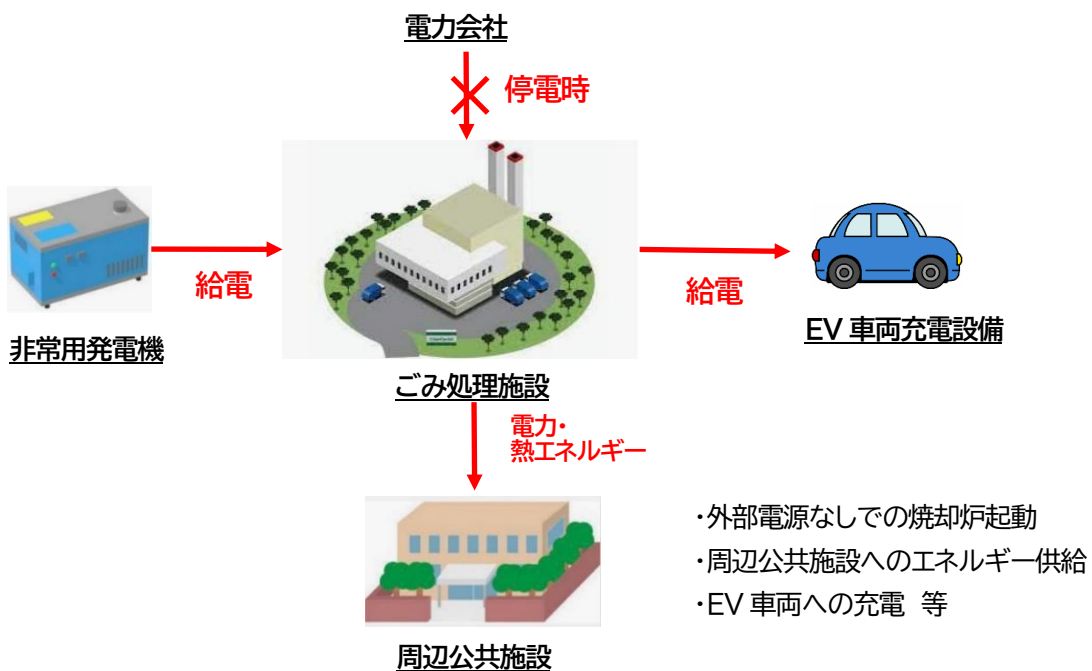 電力会社
停電時
給電
給電
非常用発電機
EV 車両充電設備
ごみ処理施設
電力・
熱エネルギー
・外部電源なしでの焼却炉起動
・周辺公共施設へのエネルギー供給
・EV 車両への充電 等
周辺公共施設